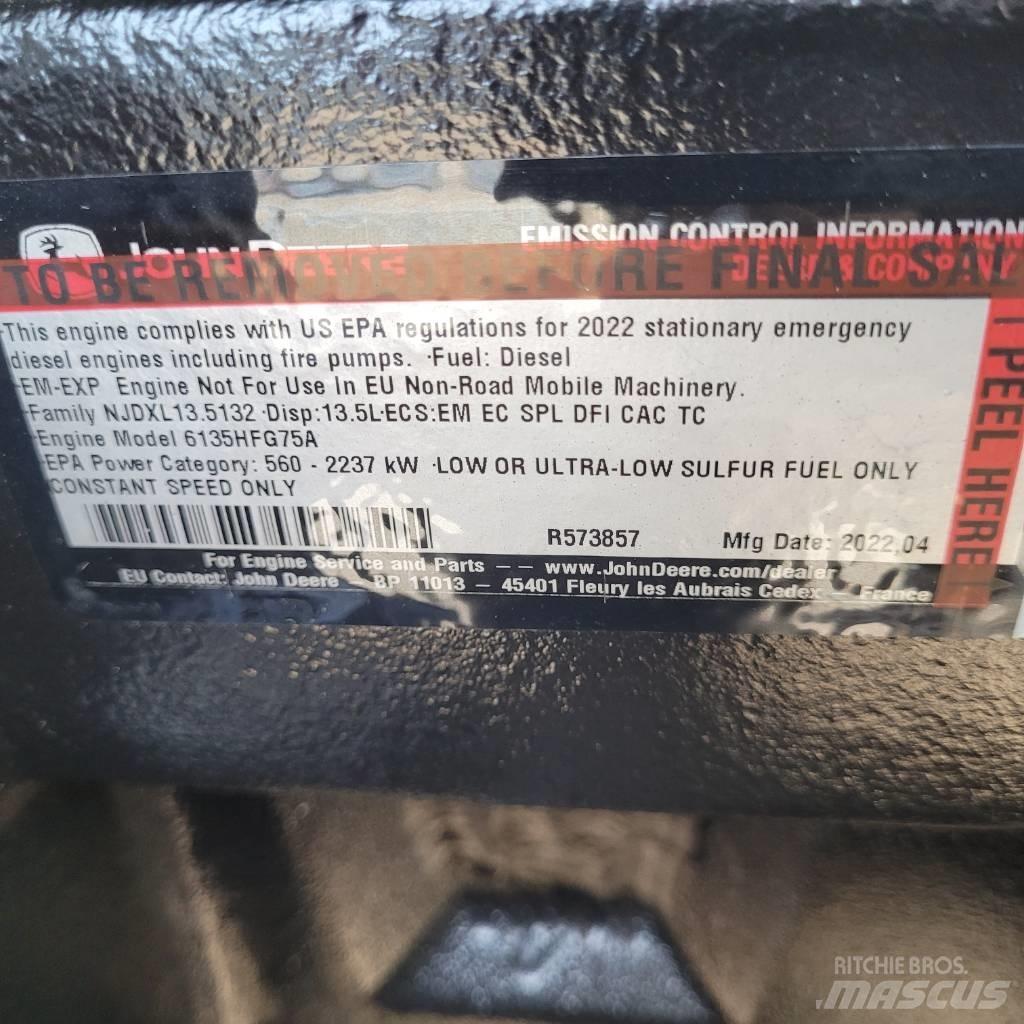 JOHN DEERE
EMISSION CONTROL INFORMATION
DEERE & COMPANY
TO BE REMOVED BEFORE FINAL SAL
PEEL HERE
·This engine complies with US EPA regulations for 2022 stationary emergency
diesel engines including fire pumps. ·Fuel: Diesel
·EM-EXP Engine Not For Use In EU Non-Road Mobile Machinery.
·Family NJDXL13.5132 ·Disp:13.5L·ECS:EM EC SPL DFI CAC TC
·Engine Model 6135HFG75A
·EPA Power Category: 560 - 2237 kW ·LOW OR ULTRA-LOW SULFUR FUEL ONLY
CONSTANT SPEED ONLY
R573857 Mfg Date: 2022.04
For Engine Service and Parts — — www.JohnDeere.com/dealer
EU Contact: John Deere BP 11013 — 45401 Fleury les Aubrais Cedex — France
RITCHIE BROS.
MASCUS